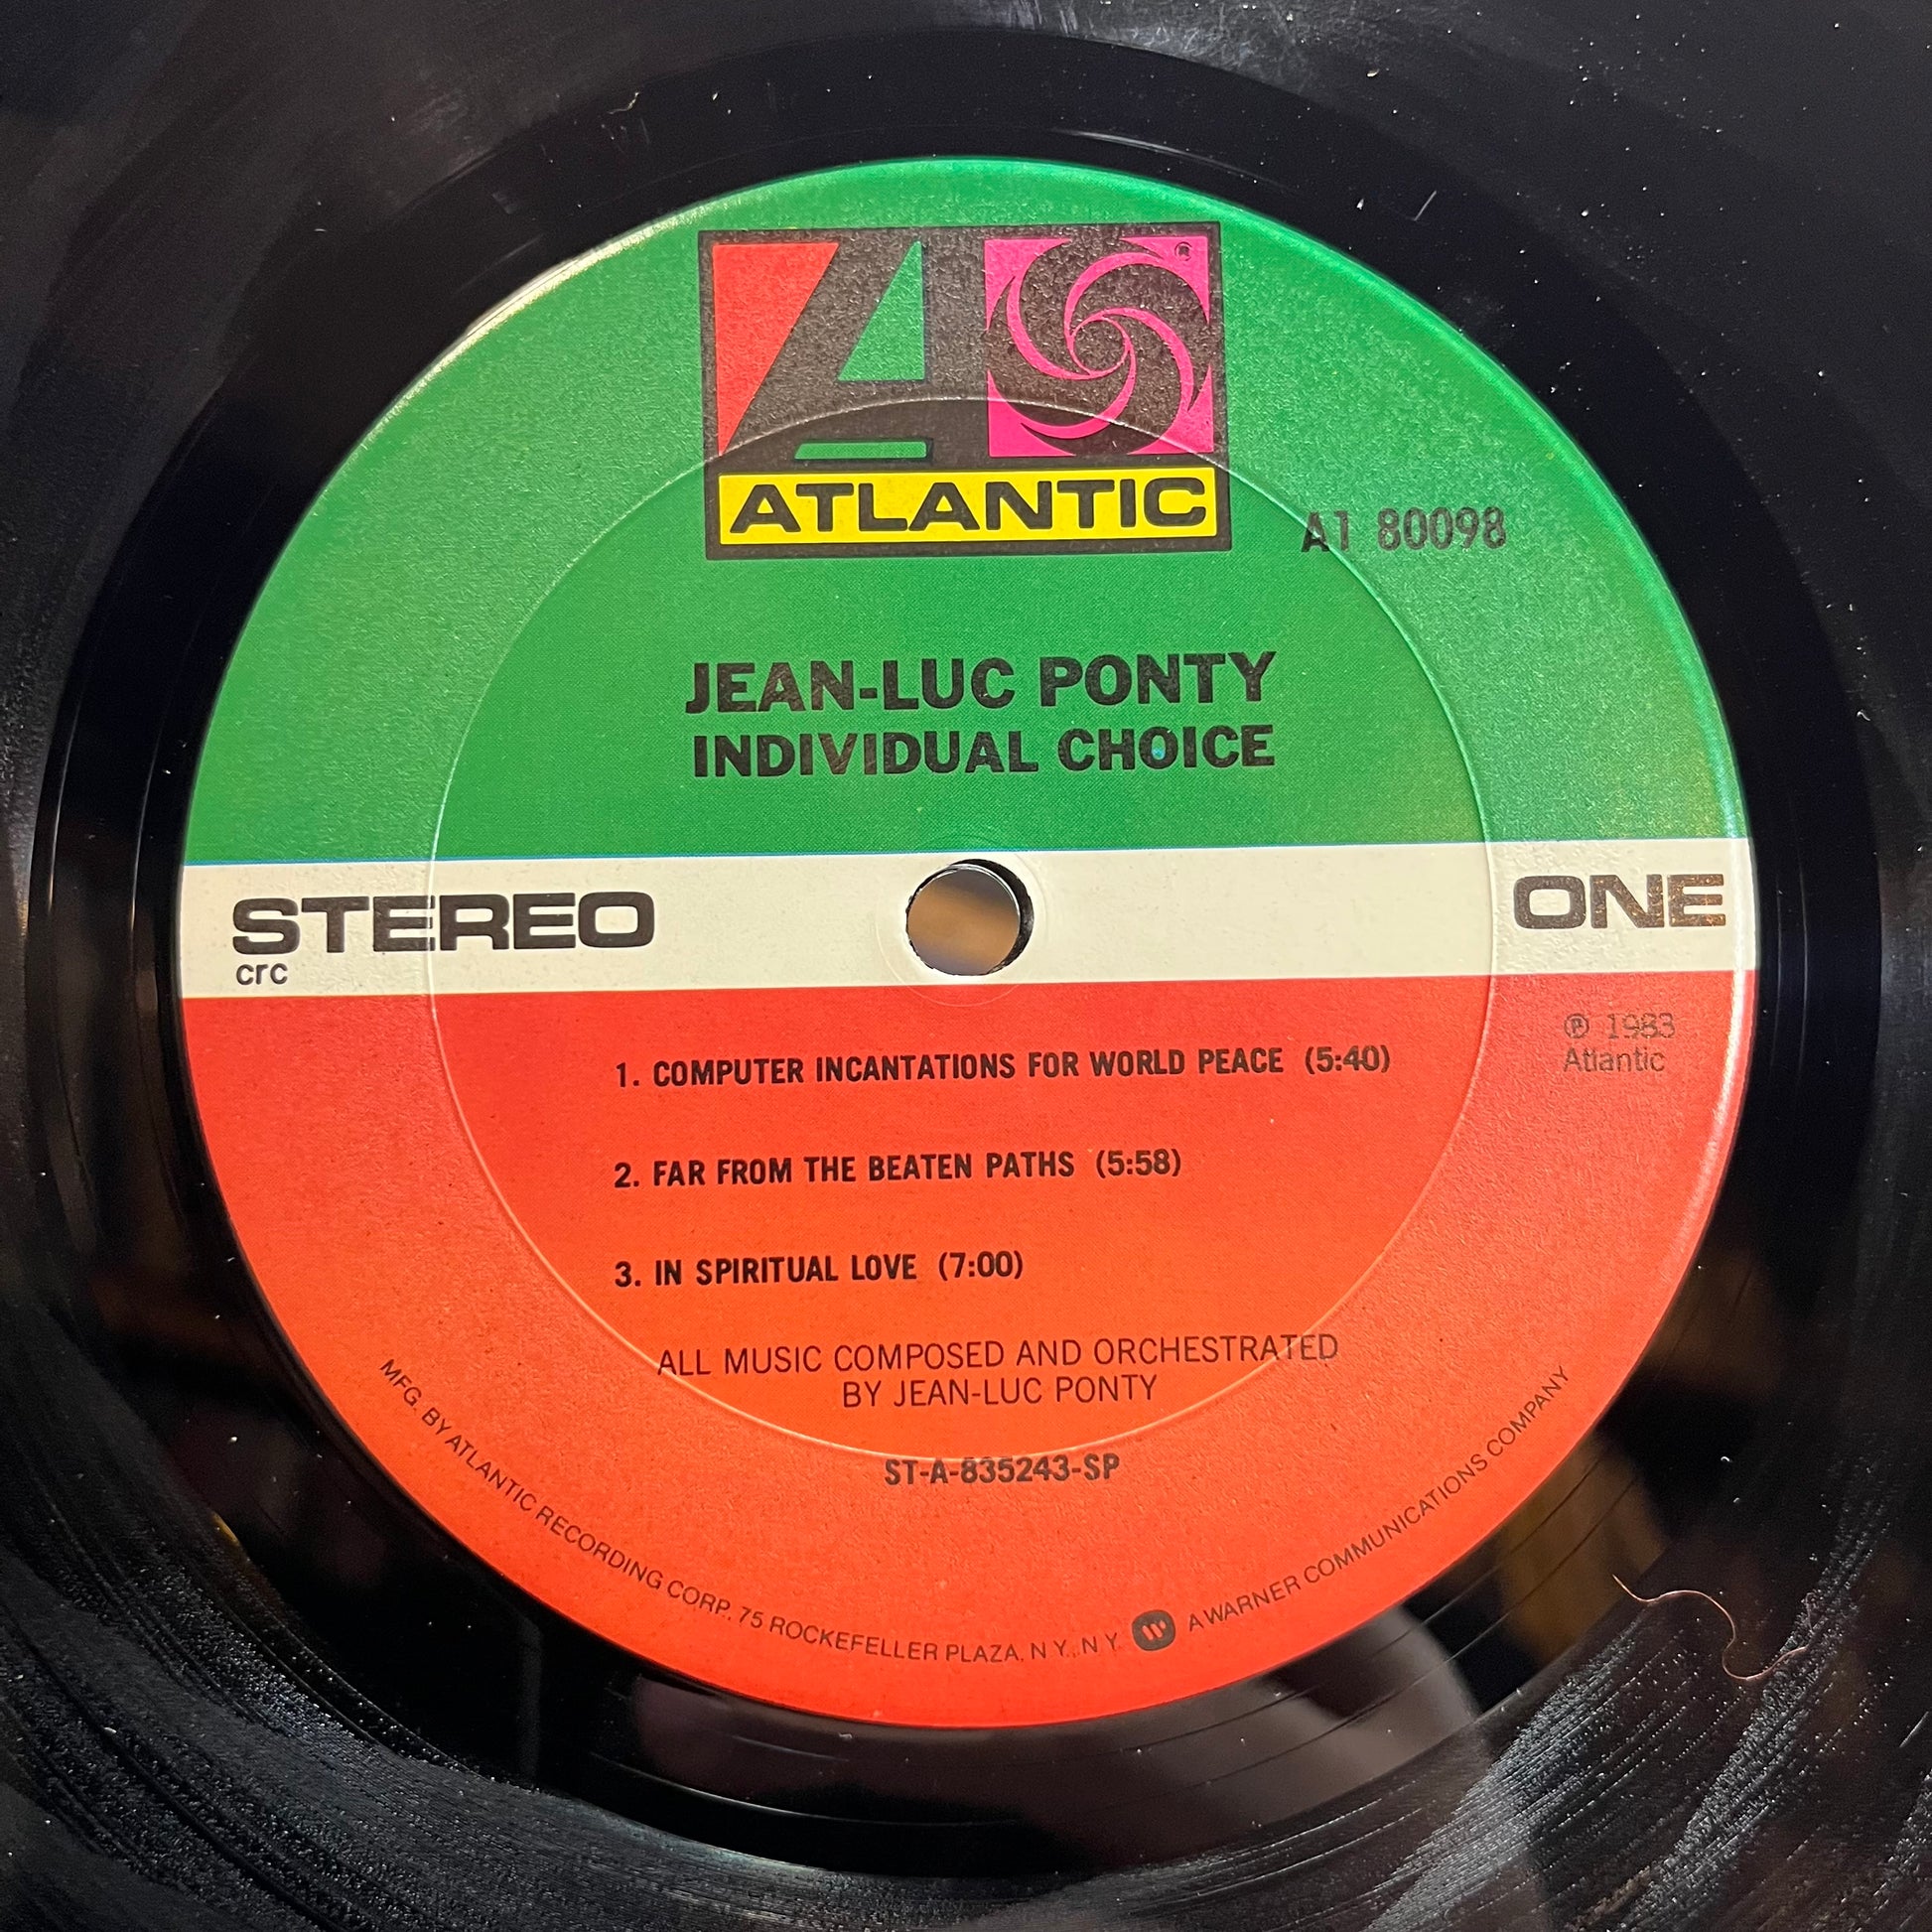 ATLANTIC
A1 80098
JEAN-LUC PONTY
INDIVIDUAL CHOICE
STEREO
ONE
crc
℗ 1983
Atlantic
1. COMPUTER INCANTATIONS FOR WORLD PEACE (5:40)
2. FAR FROM THE BEATEN PATHS (5:58)
3. IN SPIRITUAL LOVE (7:00)
ALL MUSIC COMPOSED AND ORCHESTRATED
BY JEAN-LUC PONTY
ST-A-835243-SP
MFG. BY ATLANTIC RECORDING CORP., 75 ROCKEFELLER PLAZA, N.Y., N.Y. A WARNER COMMUNICATIONS COMPANY